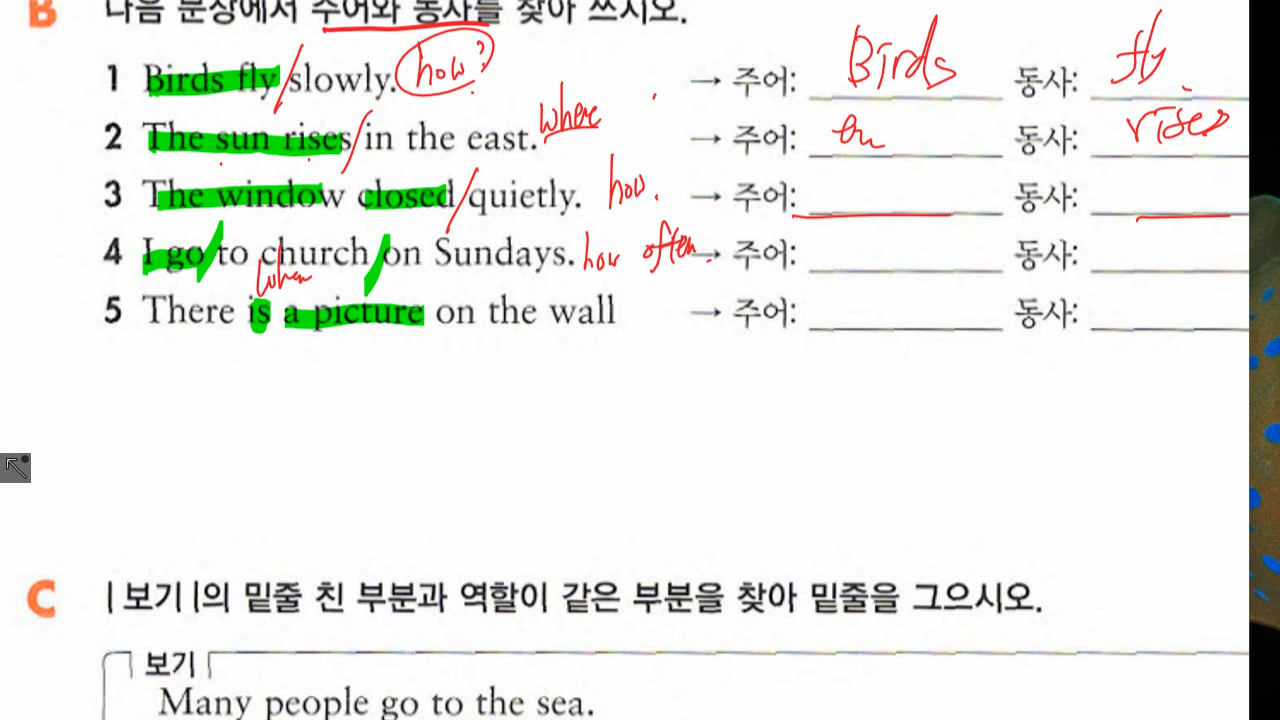 B 다음 문장에서 주어와 동사를 찾아 쓰시오.
1 Birds fly/slowly. how? → 주어: Birds 동사: fly
2 The sun rises/in the east. where → 주어: 동사: rises
3 The window closed/quietly. how. → 주어: 동사:
4 I go/to church/on Sundays. how often → 주어: 동사:
when
5 There is a picture on the wall → 주어: 동사:
C |보기|의 밑줄 친 부분과 역할이 같은 부분을 찾아 밑줄을 그으시오.
보기
Many people go to the sea.